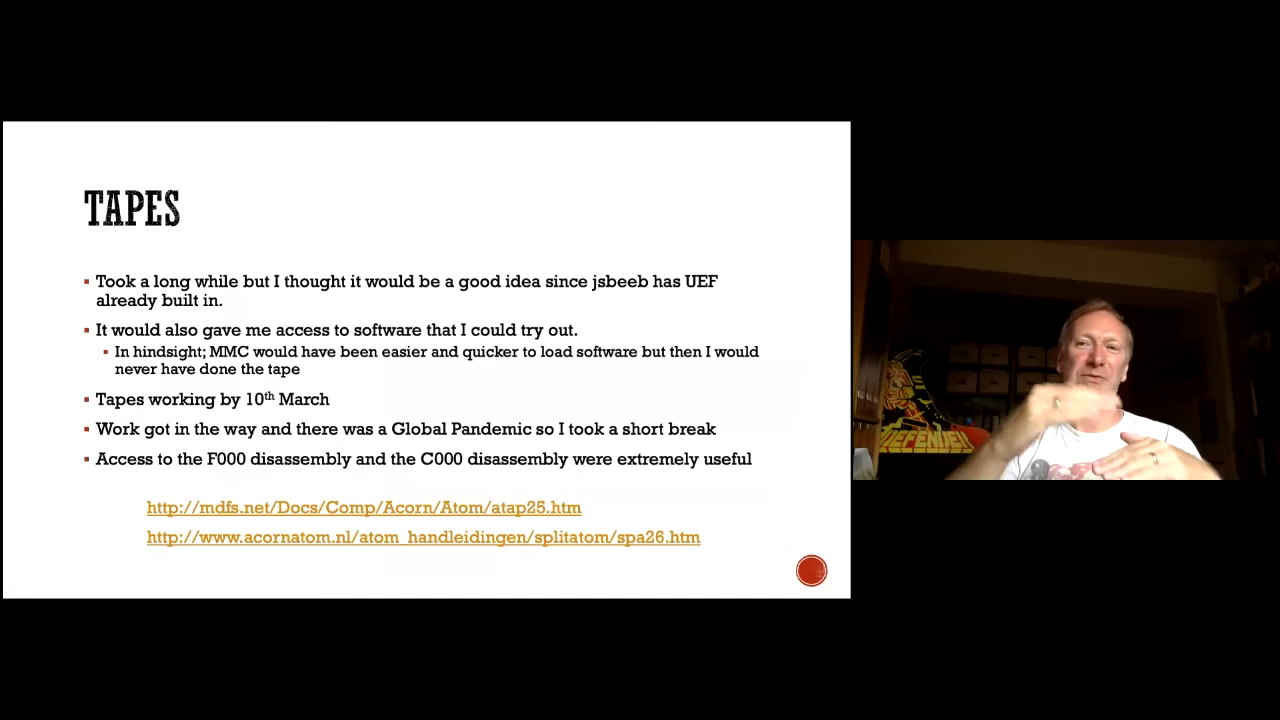 TAPES
Took a long while but I thought it would be a good idea since jsbeeb has UEF
already built in.
It would also gave me access to software that I could try out.
In hindsight; MMC would have been easier and quicker to load software but then I would
never have done the tape
Tapes working by 10th March
Work got in the way and there was a Global Pandemic so I took a short break
Access to the F000 disassembly and the C000 disassembly were extremely useful
http://mdfs.net/Docs/Comp/Acorn/Atom/atap25.htm
http://www.acornatom.nl/atom_handleidingen/splitatom/spa26.htm
DEFENDER